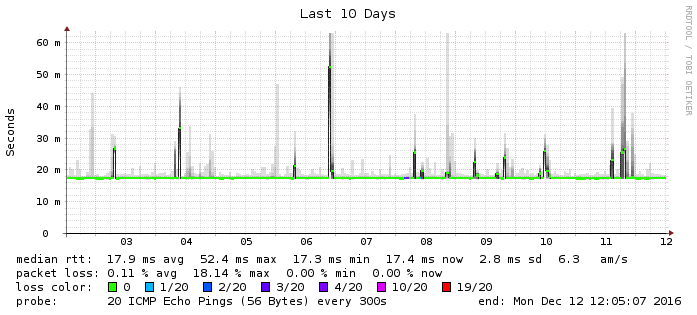 Last 10 Days
RRDTOOL / TOBI OETIKER
Seconds
60 m
50 m
40 m
30 m
20 m
10 m
0
03 04 05 06 07 08 09 10 11 12
median rtt: 17.9 ms avg 52.4 ms max 17.3 ms min 17.4 ms now 2.8 ms sd 6.3 am/s
packet loss: 0.11 % avg 18.14 % max 0.00 % min 0.00 % now
loss color: 0 1/20 2/20 3/20 4/20 10/20 19/20
probe: 20 ICMP Echo Pings (56 Bytes) every 300s end: Mon Dec 12 12:05:07 2016